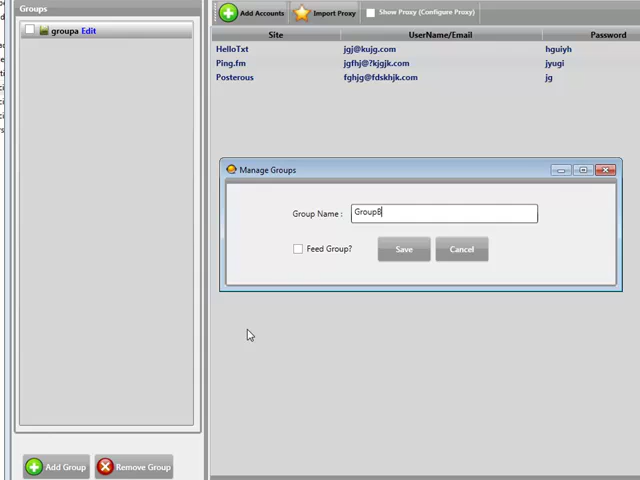 Groups
groupa Edit
Add Group
Remove Group
Add Accounts
Import Proxy
Show Proxy (Configure Proxy)
Site UserName/Email Password
HelloTxt jgj@kujg.com hguiyh
Ping.fm jgfhj@?kjgjk.com jyugi
Posterous fghjg@fdskhjk.com jg
Manage Groups
Group Name : GroupB
Feed Group?
Save
Cancel